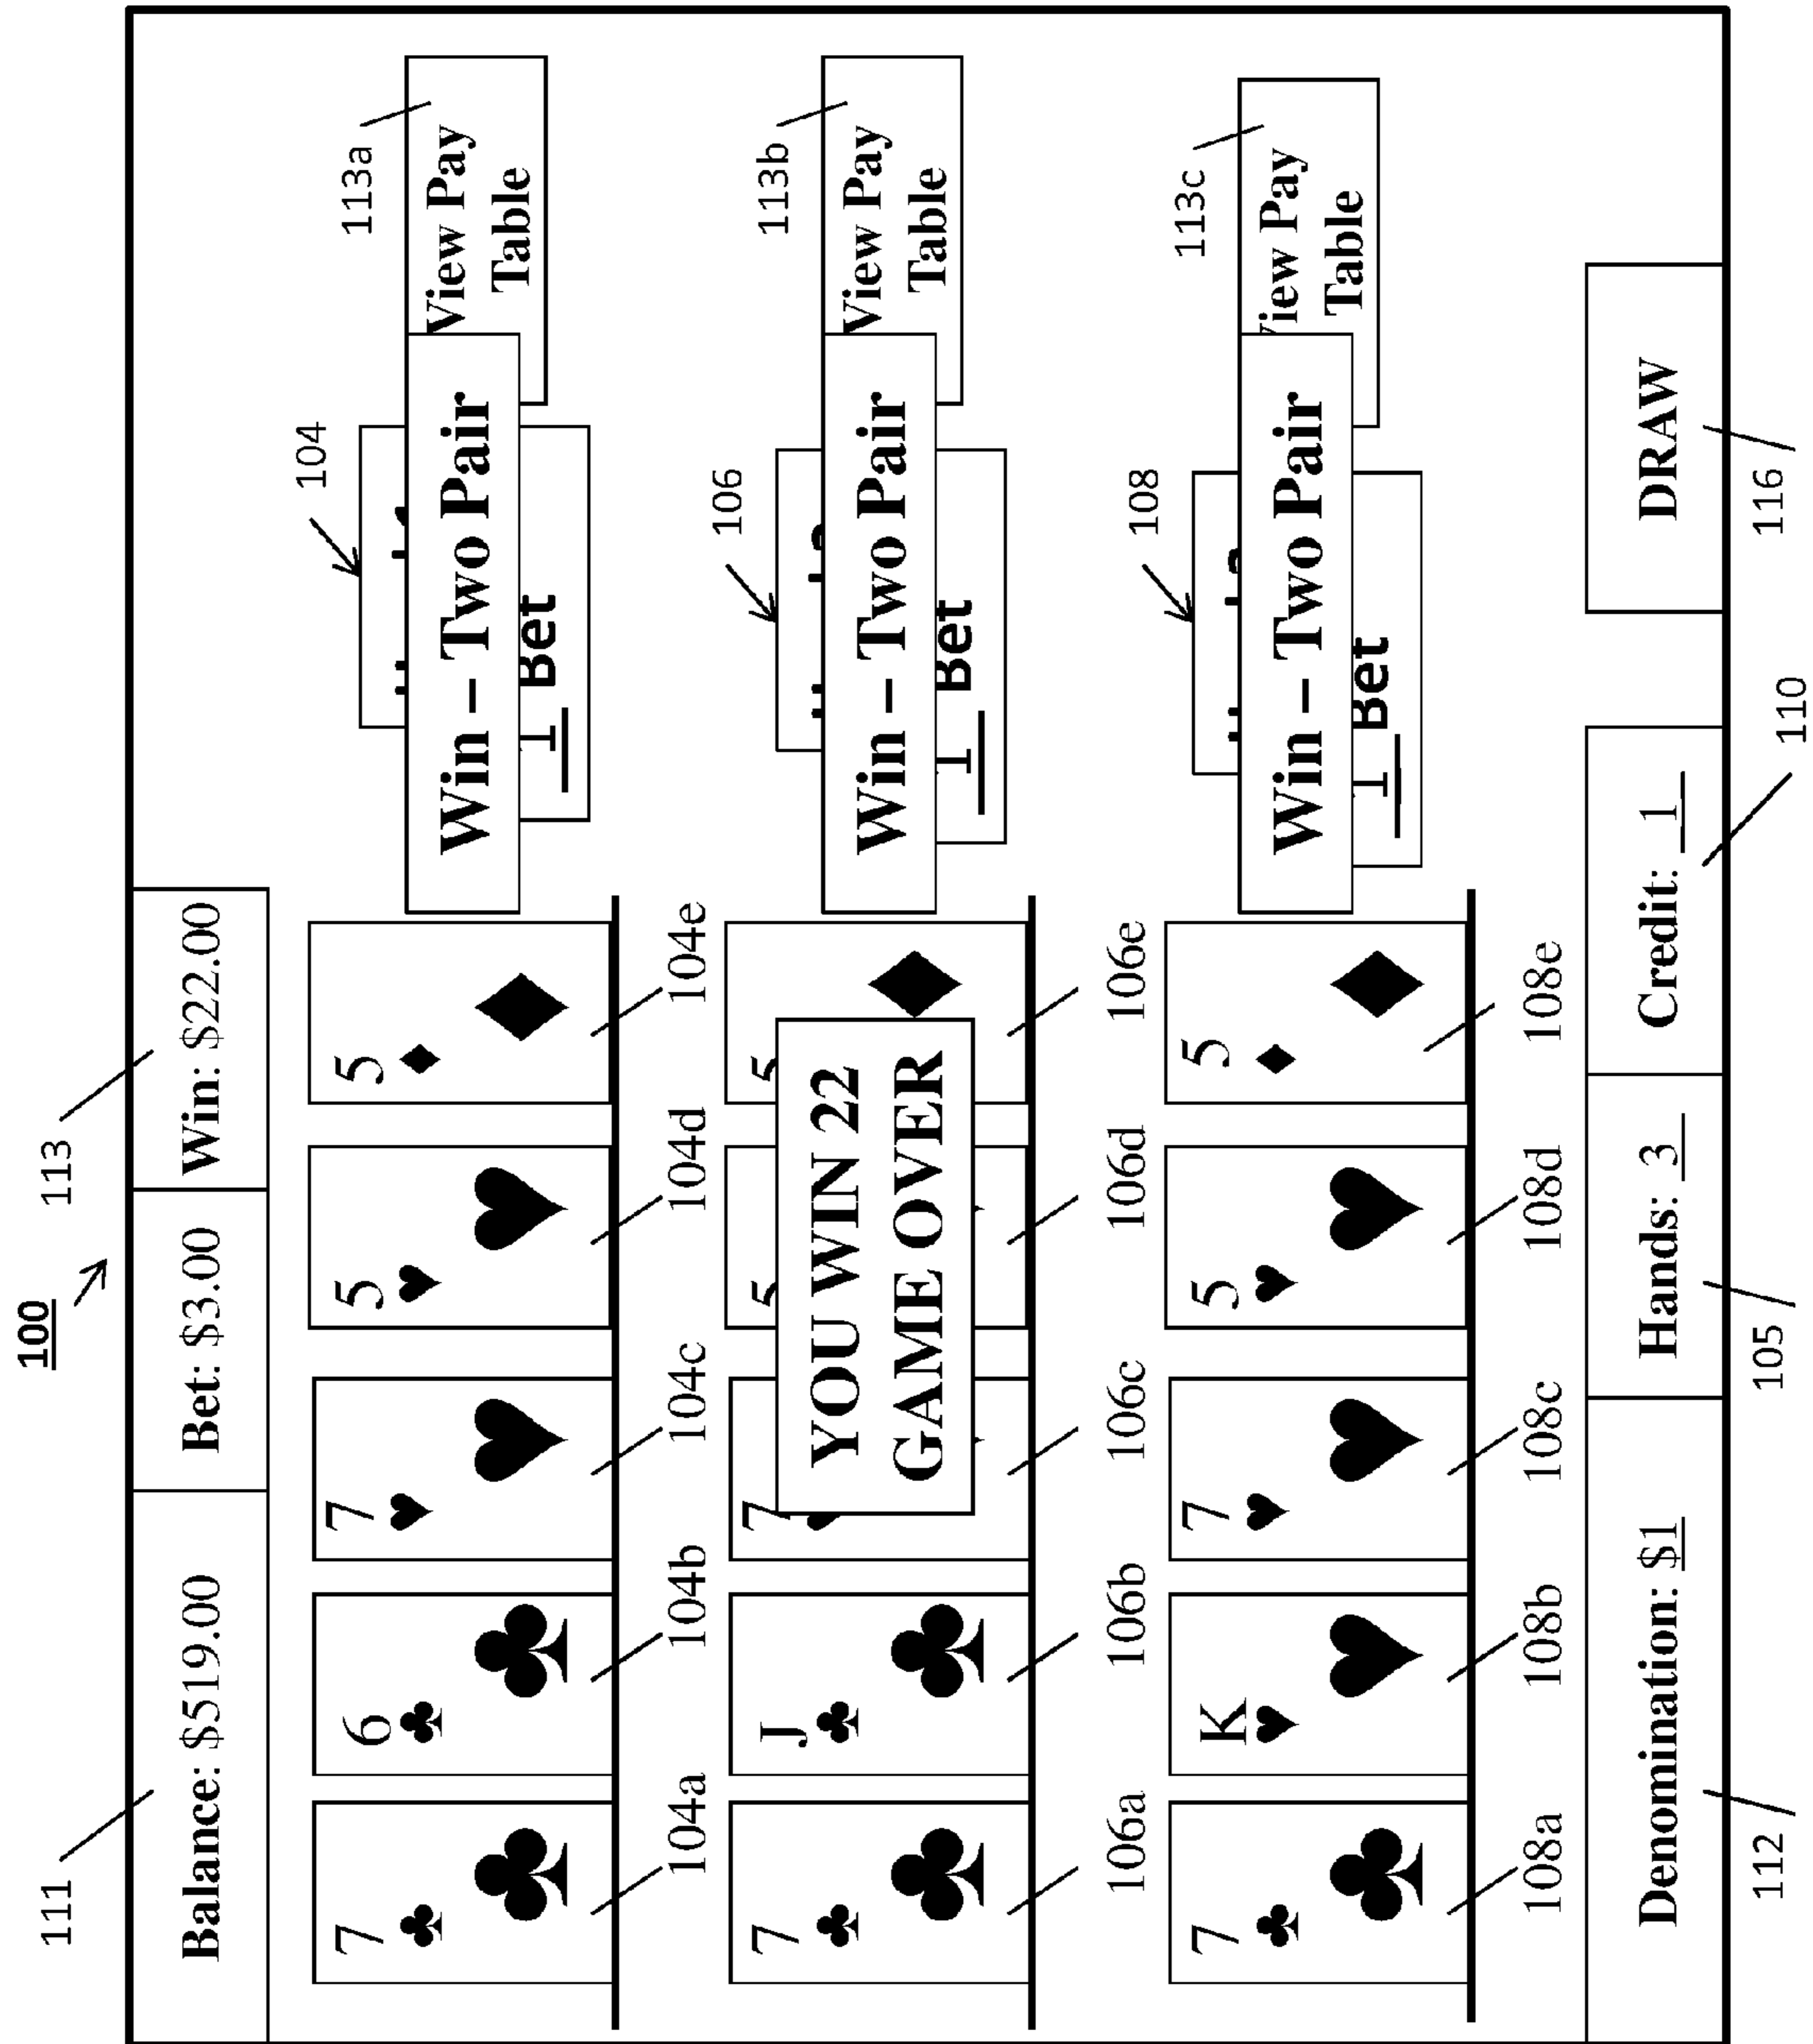 100
111
113
Balance: $519.00
Bet: $3.00
Win: $22.00
7
6
7
5
5
104
Win – Two Pair
1 Bet
View Pay
Table
113a
104a
104b
104c
104d
104e
7
J
7
5
5
YOU WIN 22
GAME OVER
106
Win – Two Pair
1 Bet
View Pay
Table
113b
106a
106b
106c
106d
106e
7
K
7
5
5
108
Win – Two Pair
1 Bet
View Pay
Table
113c
108a
108b
108c
108d
108e
Denomination: $1
Hands: 3
Credit: 1
DRAW
112
105
110
116